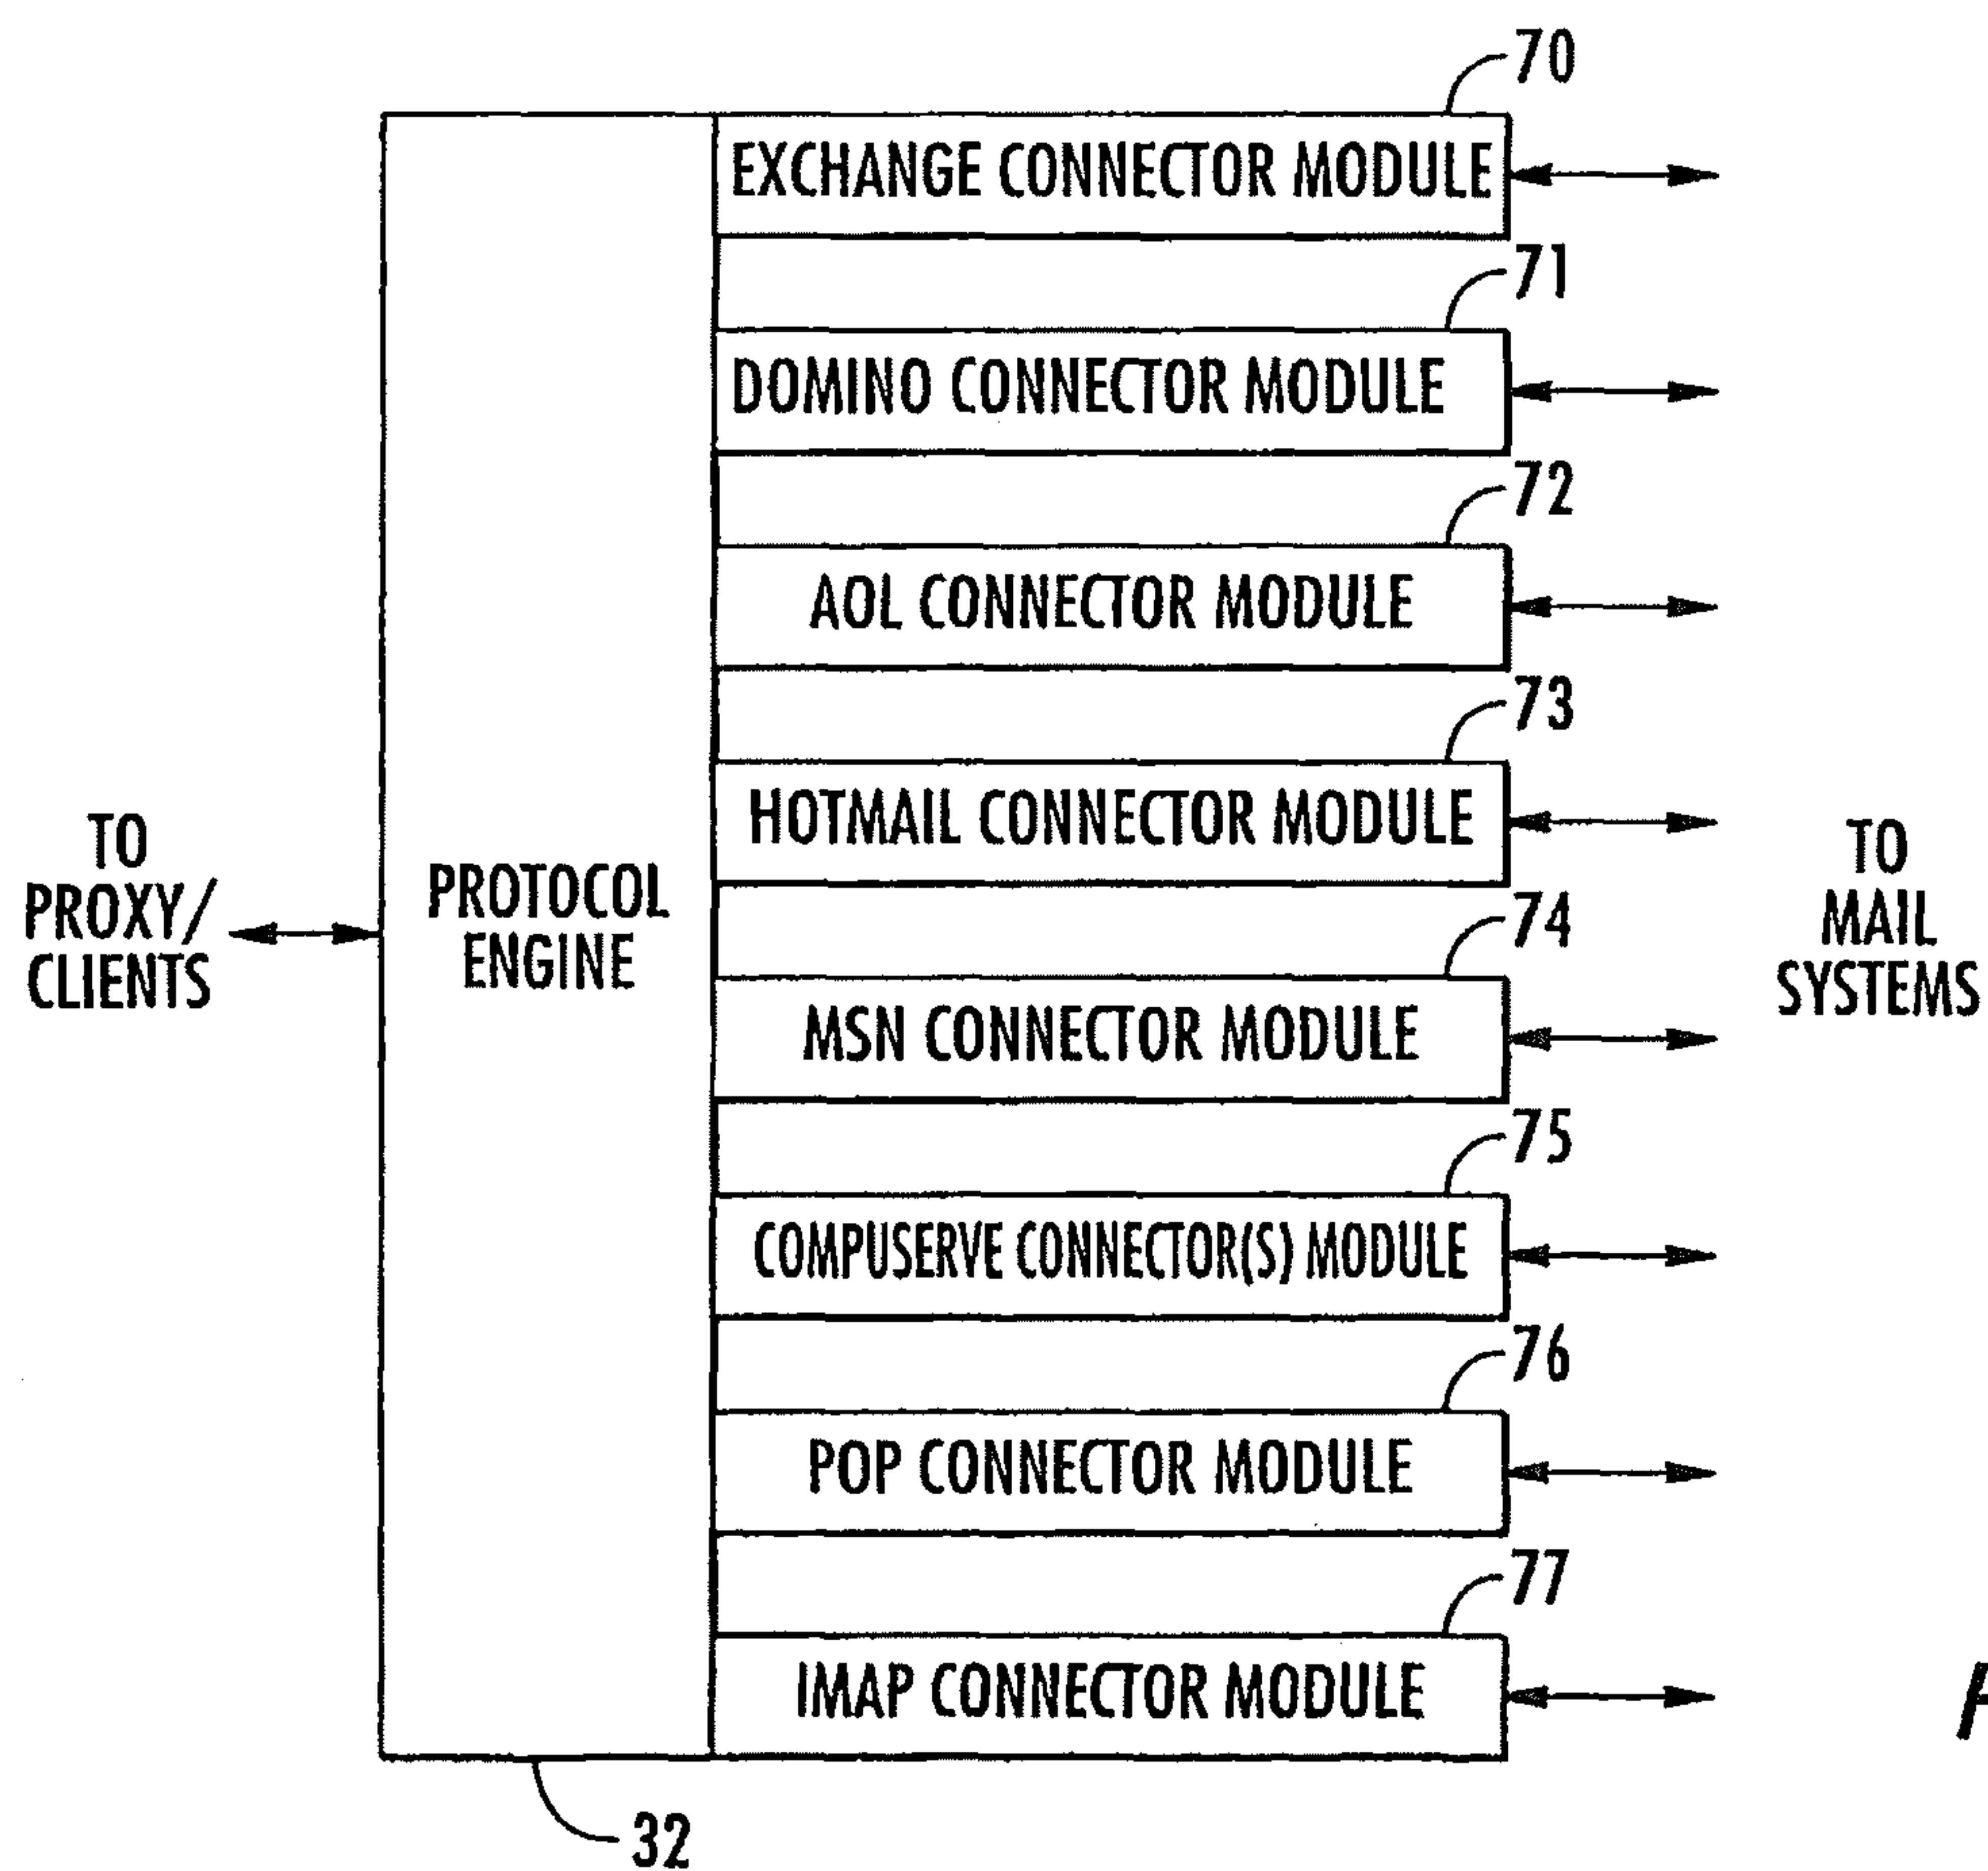 70
EXCHANGE CONNECTOR MODULE
71
DOMINO CONNECTOR MODULE
72
AOL CONNECTOR MODULE
73
HOTMAIL CONNECTOR MODULE
74
MSN CONNECTOR MODULE
75
COMPUSERVE CONNECTOR(S) MODULE
76
POP CONNECTOR MODULE
77
IMAP CONNECTOR MODULE
TO
PROXY/
CLIENTS
PROTOCOL
ENGINE
TO
MAIL
SYSTEMS
32